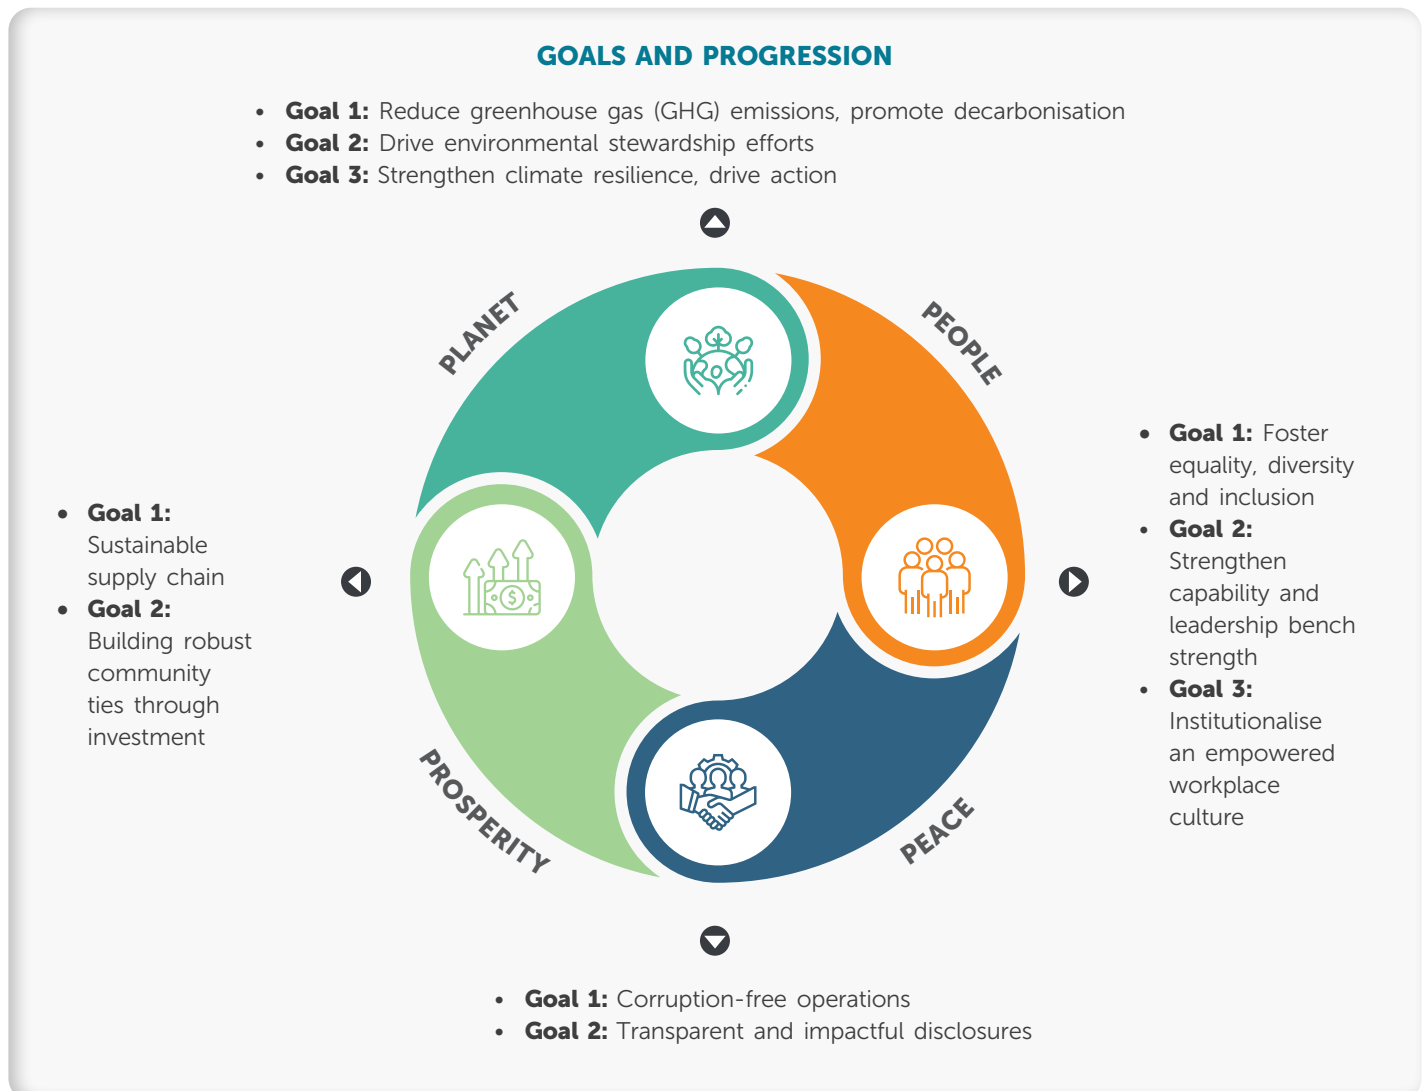 GOALS AND PROGRESSION
• Goal 1: Reduce greenhouse gas (GHG) emissions, promote decarbonisation
• Goal 2: Drive environmental stewardship efforts
• Goal 3: Strengthen climate resilience, drive action
PLANET
PEOPLE
• Goal 1: Foster
equality, diversity
and inclusion
• Goal 2:
Strengthen
capability and
leadership bench
strength
• Goal 3:
Institutionalise
an empowered
workplace
culture
• Goal 1:
Sustainable
supply chain
• Goal 2:
Building robust
community
ties through
investment
$
PROSPERITY
PEACE
• Goal 1: Corruption-free operations
• Goal 2: Transparent and impactful disclosures